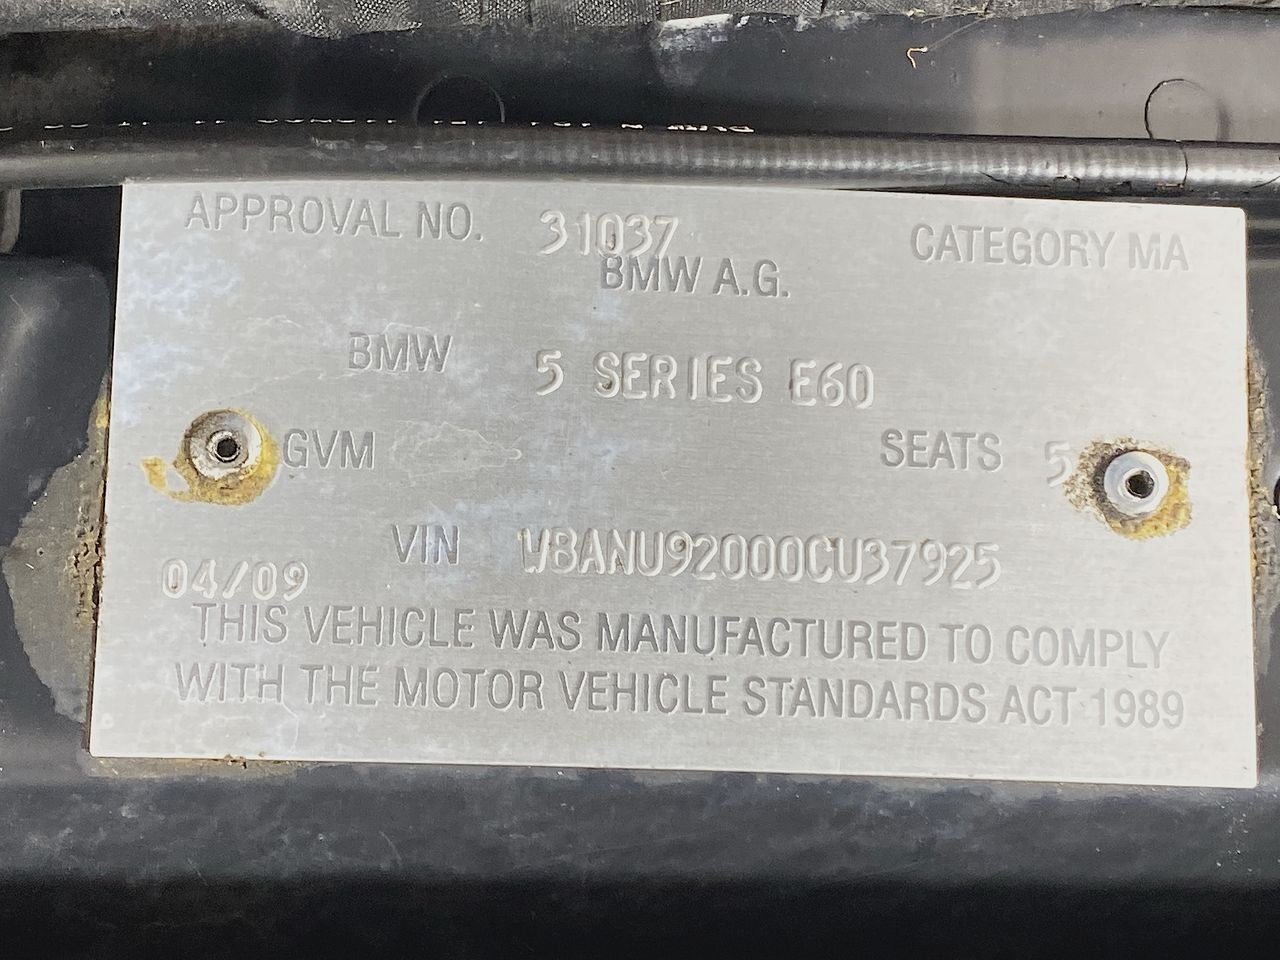 APPROVAL NO. 31037 CATEGORY MA
BMW A.G.
BMW 5 SERIES E60
GVM SEATS 5
VIN WBANU92000CU37925
04/09
THIS VEHICLE WAS MANUFACTURED TO COMPLY
WITH THE MOTOR VEHICLE STANDARDS ACT 1989